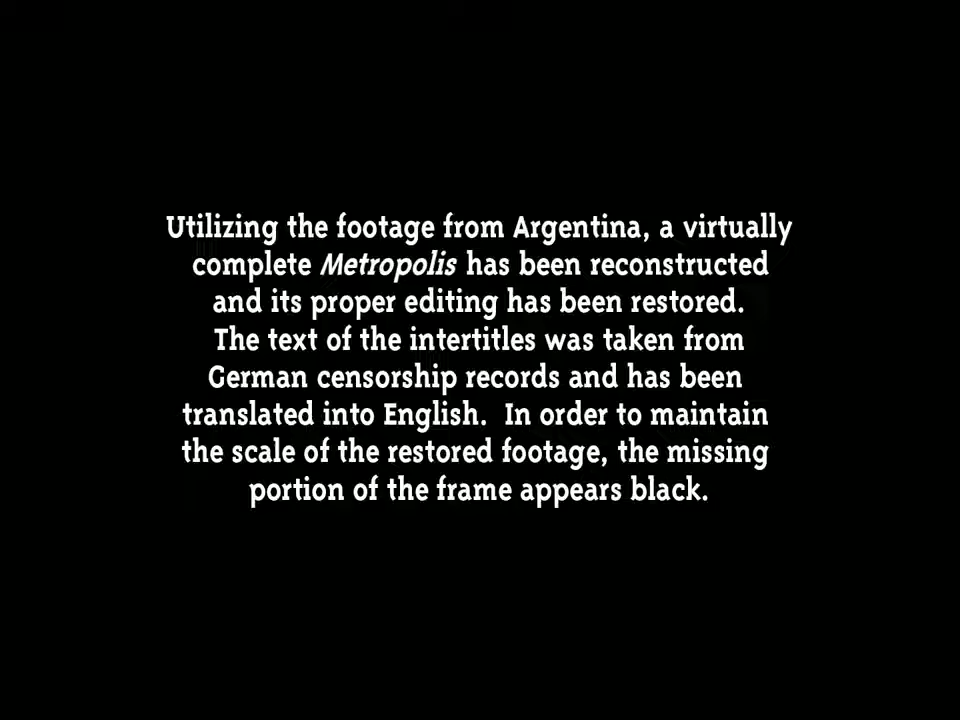 Utilizing the footage from Argentina, a virtually
complete Metropolis has been reconstructed
and its proper editing has been restored.
The text of the intertitles was taken from
German censorship records and has been
translated into English.  In order to maintain
the scale of the restored footage, the missing
portion of the frame appears black.